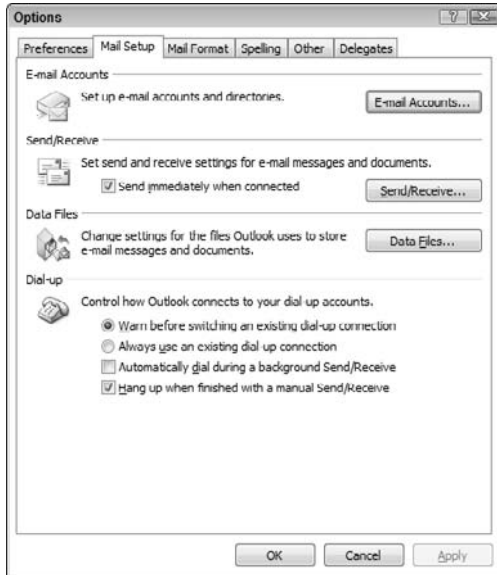 Options
Preferences Mail Setup Mail Format Spelling Other Delegates
E-mail Accounts
Set up e-mail accounts and directories.
E-mail Accounts...
Send/Receive
Set send and receive settings for e-mail messages and documents.
Send immediately when connected
Send/Receive...
Data Files
Change settings for the files Outlook uses to store
e-mail messages and documents.
Data Files...
Dial-up
Control how Outlook connects to your dial up accounts.
Warn before switching an existing dial-up connection
Always use an existing dial-up connection
Automatically dial during a background Send/Receive
Hang up when finished with a manual Send/Receive
OK Cancel Apply